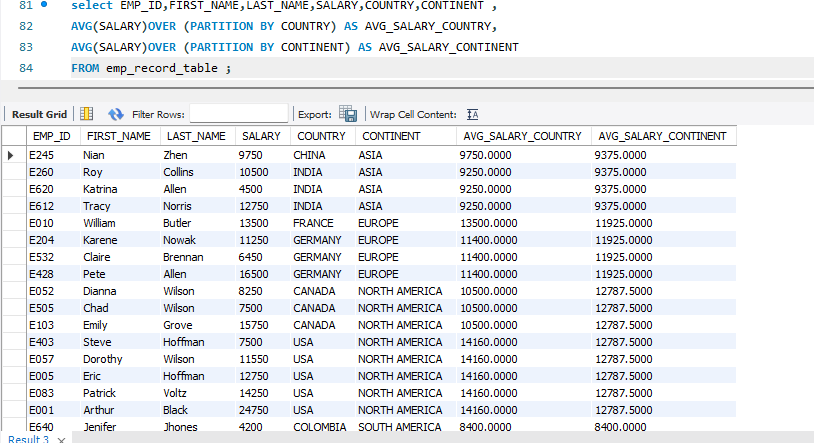 81 select EMP_ID,FIRST_NAME,LAST_NAME,SALARY,COUNTRY,CONTINENT ,
82 AVG(SALARY)OVER (PARTITION BY COUNTRY) AS AVG_SALARY_COUNTRY,
83 AVG(SALARY)OVER (PARTITION BY CONTINENT) AS AVG_SALARY_CONTINENT
84 FROM emp_record_table ;
Result Grid Filter Rows: Export: Wrap Cell Content: IA
EMP_ID FIRST_NAME LAST_NAME SALARY COUNTRY CONTINENT AVG_SALARY_COUNTRY AVG_SALARY_CONTINENT
E245 Nian Zhen 9750 CHINA ASIA 9750.0000 9375.0000
E260 Roy Collins 10500 INDIA ASIA 9250.0000 9375.0000
E620 Katrina Allen 4500 INDIA ASIA 9250.0000 9375.0000
E612 Tracy Norris 12750 INDIA ASIA 9250.0000 9375.0000
E010 William Butler 13500 FRANCE EUROPE 13500.0000 11925.0000
E204 Karene Nowak 11250 GERMANY EUROPE 11400.0000 11925.0000
E532 Claire Brennan 6450 GERMANY EUROPE 11400.0000 11925.0000
E428 Pete Allen 16500 GERMANY EUROPE 11400.0000 11925.0000
E052 Dianna Wilson 8250 CANADA NORTH AMERICA 10500.0000 12787.5000
E505 Chad Wilson 7500 CANADA NORTH AMERICA 10500.0000 12787.5000
E103 Emily Grove 15750 CANADA NORTH AMERICA 10500.0000 12787.5000
E403 Steve Hoffman 7500 USA NORTH AMERICA 14160.0000 12787.5000
E057 Dorothy Wilson 11550 USA NORTH AMERICA 14160.0000 12787.5000
E005 Eric Hoffman 12750 USA NORTH AMERICA 14160.0000 12787.5000
E083 Patrick Voltz 14250 USA NORTH AMERICA 14160.0000 12787.5000
E001 Arthur Black 24750 USA NORTH AMERICA 14160.0000 12787.5000
E640 Jenifer Jhones 4200 COLOMBIA SOUTH AMERICA 8400.0000 8400.0000
Result 3